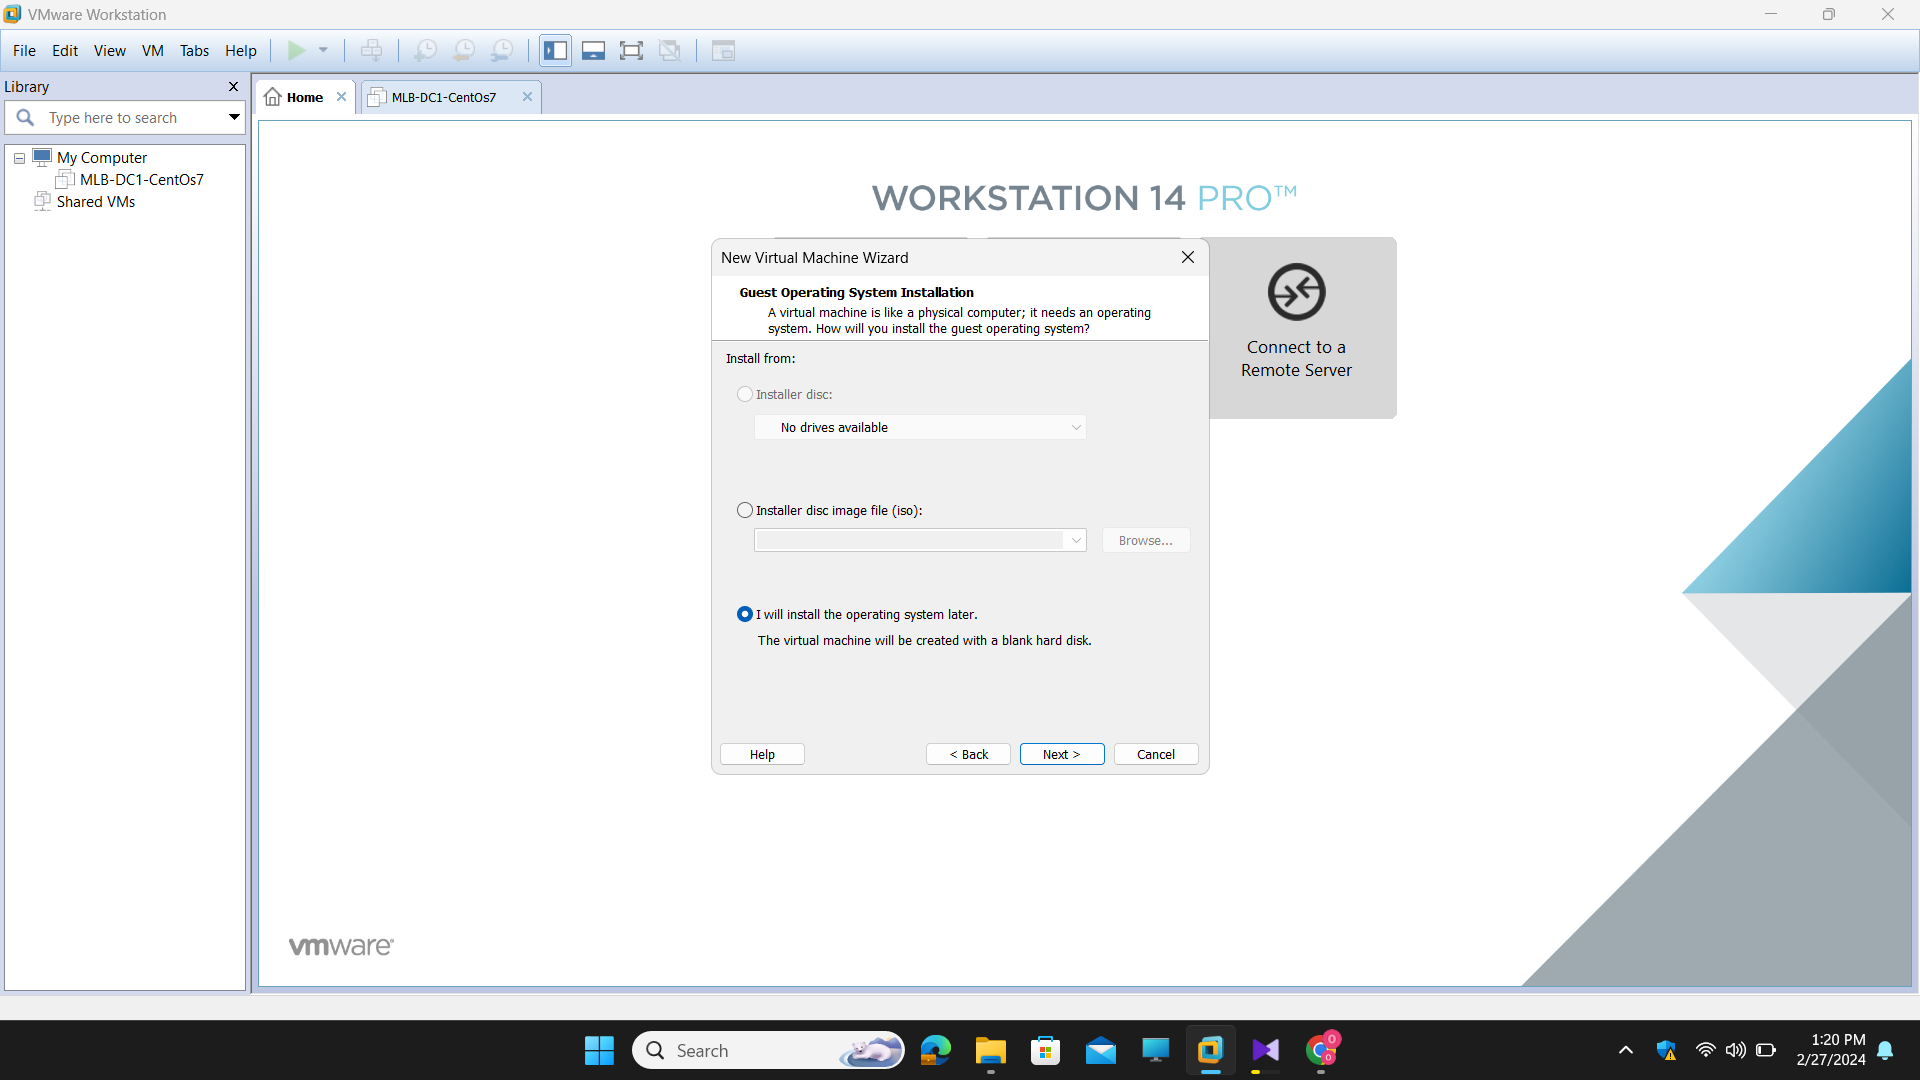 VMware Workstation
File Edit View VM Tabs Help
Library
Home
MLB-DC1-CentOs7
Type here to search
My Computer
MLB-DC1-CentOs7
Shared VMs
WORKSTATION 14 PRO™
New Virtual Machine Wizard
Guest Operating System Installation
A virtual machine is like a physical computer; it needs an operating
system. How will you install the guest operating system?
Install from:
Installer disc:
No drives available
Installer disc image file (iso):
Browse...
I will install the operating system later.
The virtual machine will be created with a blank hard disk.
Help
< Back
Next >
Cancel
Connect to a
Remote Server
vmware®
Search
0
0
1:20 PM
2/27/2024